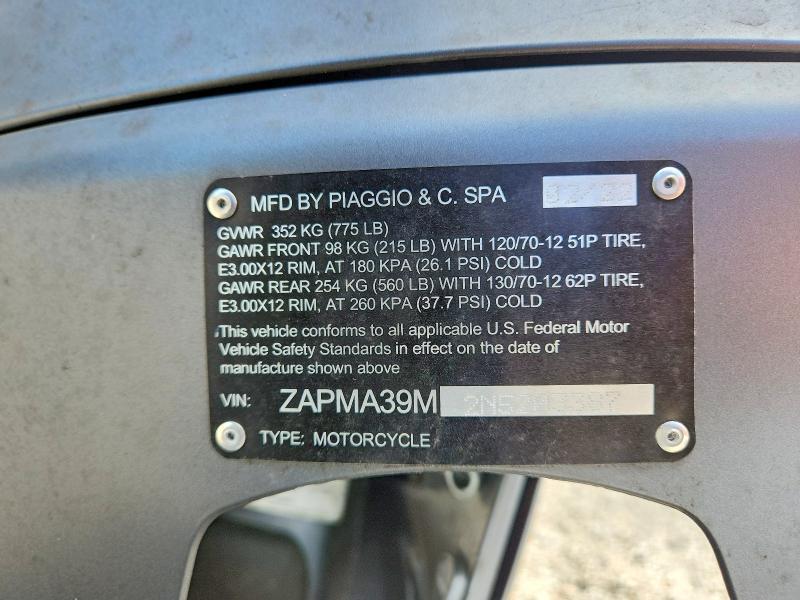 MFD BY PIAGGIO & C. SPA
GVWR 352 KG (775 LB)
GAWR FRONT 98 KG (215 LB) WITH 120/70-12 51P TIRE,
E3.00X12 RIM, AT 180 KPA (26.1 PSI) COLD
GAWR REAR 254 KG (560 LB) WITH 130/70-12 62P TIRE,
E3.00X12 RIM, AT 260 KPA (37.7 PSI) COLD
This vehicle conforms to all applicable U.S. Federal Motor
Vehicle Safety Standards in effect on the date of
manufacture shown above
VIN: ZAPMA39M
TYPE: MOTORCYCLE